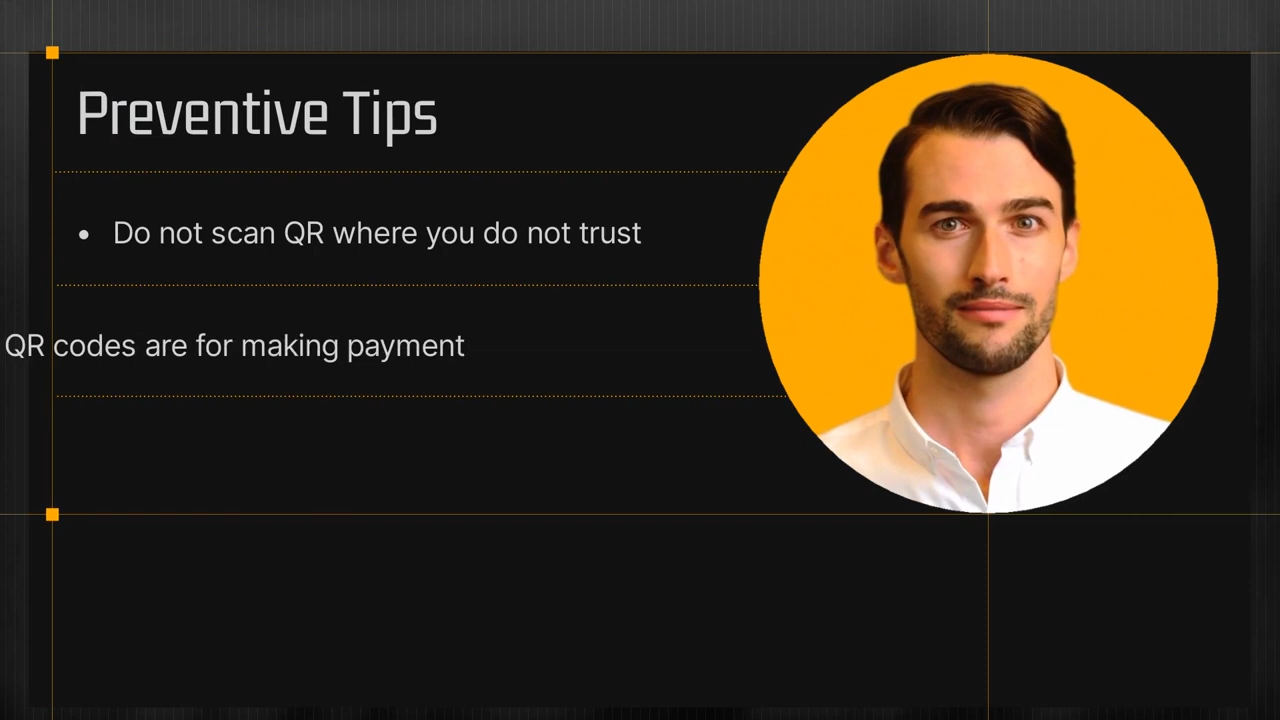 Preventive Tips
• Do not scan QR where you do not trust
QR codes are for making payment